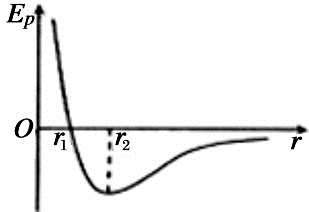 Eₚ
O r₁ r₂ r